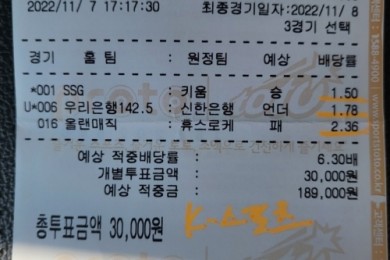 2022/11/ 7 17:17:30 최종경기일자:2022/11/ 8
3경기 선택
경기 홈 팀 : 원정팀 예상 배당률
*001 SSG : 키움 승 1.50
U*006 우리은행142.5 : 신한은행 언더 1.78
016 올랜매직 : 휴스로케 패 2.36
예상 적중배당률 : 6.30배
개별투표금액 : 30,000원
예상 적중금 : 189,000원
총투표금액 30,000원
K.스포츠